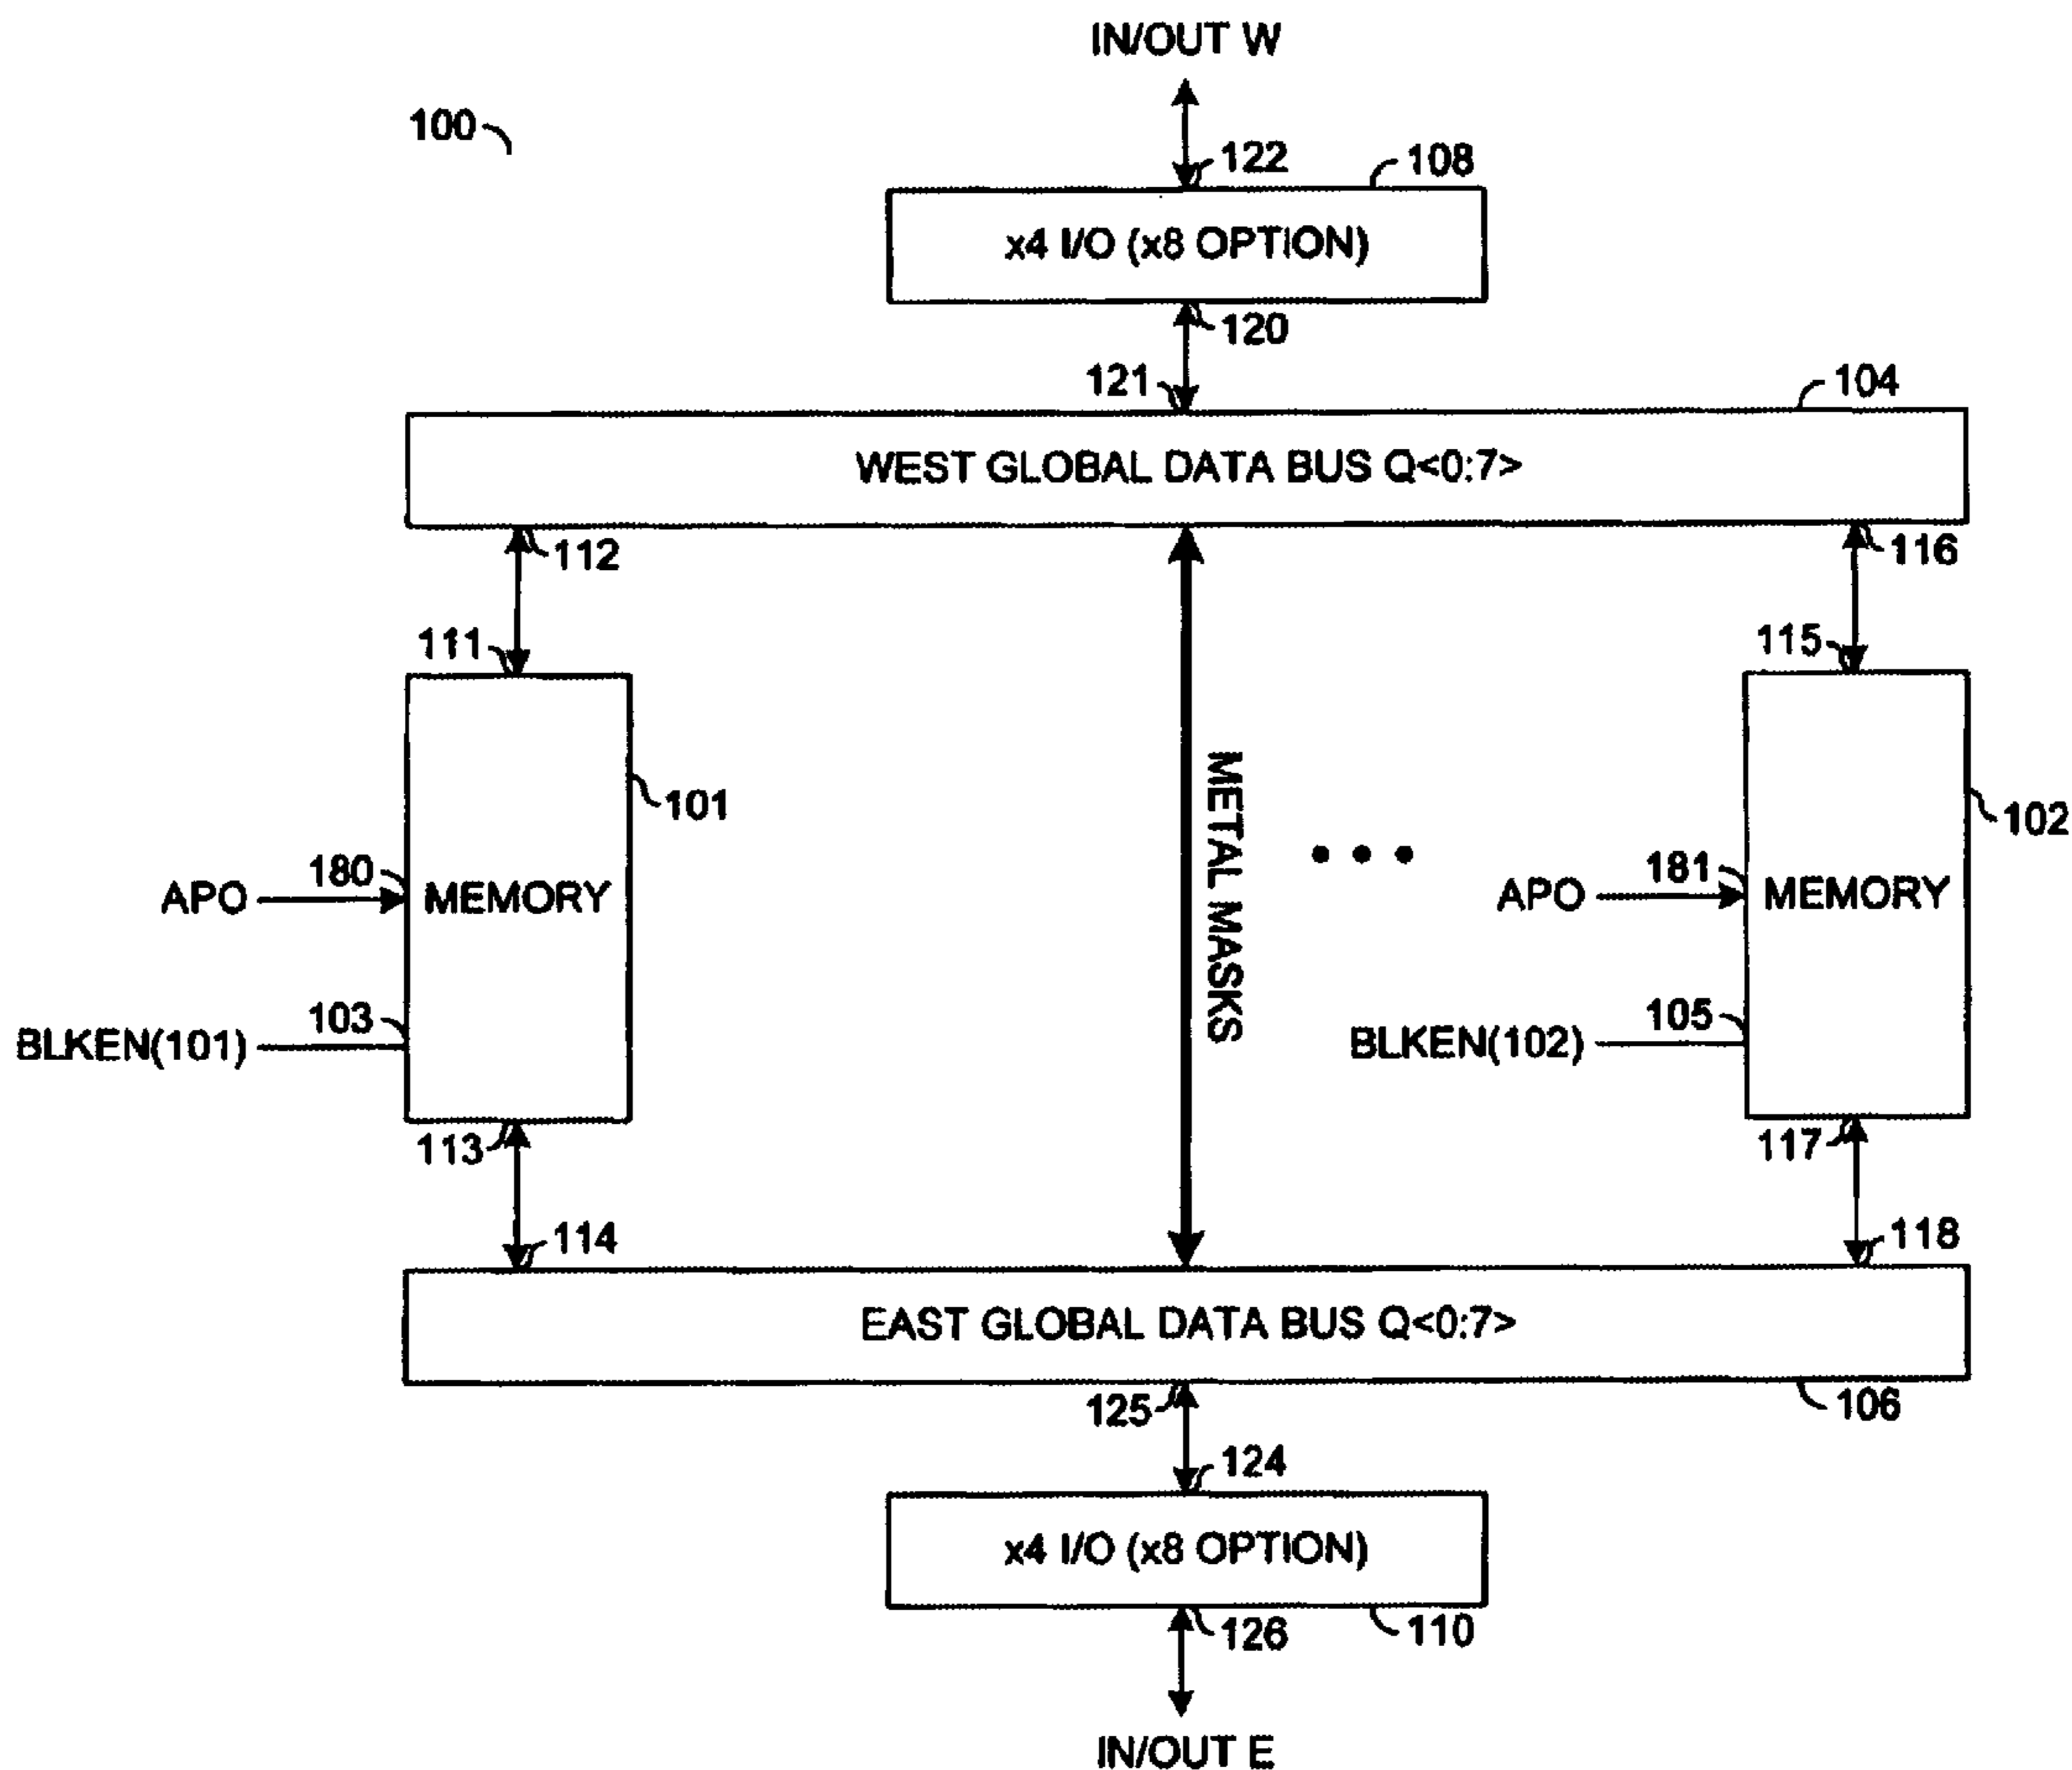 IN/OUT W
100
122
108
x4 I/O (x8 OPTION)
120
121
104
WEST GLOBAL DATA BUS Q<0:7>
112
116
111
115
METAL MASKS
101
102
APO
180
MEMORY
APO
181
MEMORY
BLKEN(101)
103
BLKEN(102)
105
113
117
114
118
EAST GLOBAL DATA BUS Q<0:7>
125
106
124
x4 I/O (x8 OPTION)
126
110
IN/OUT E